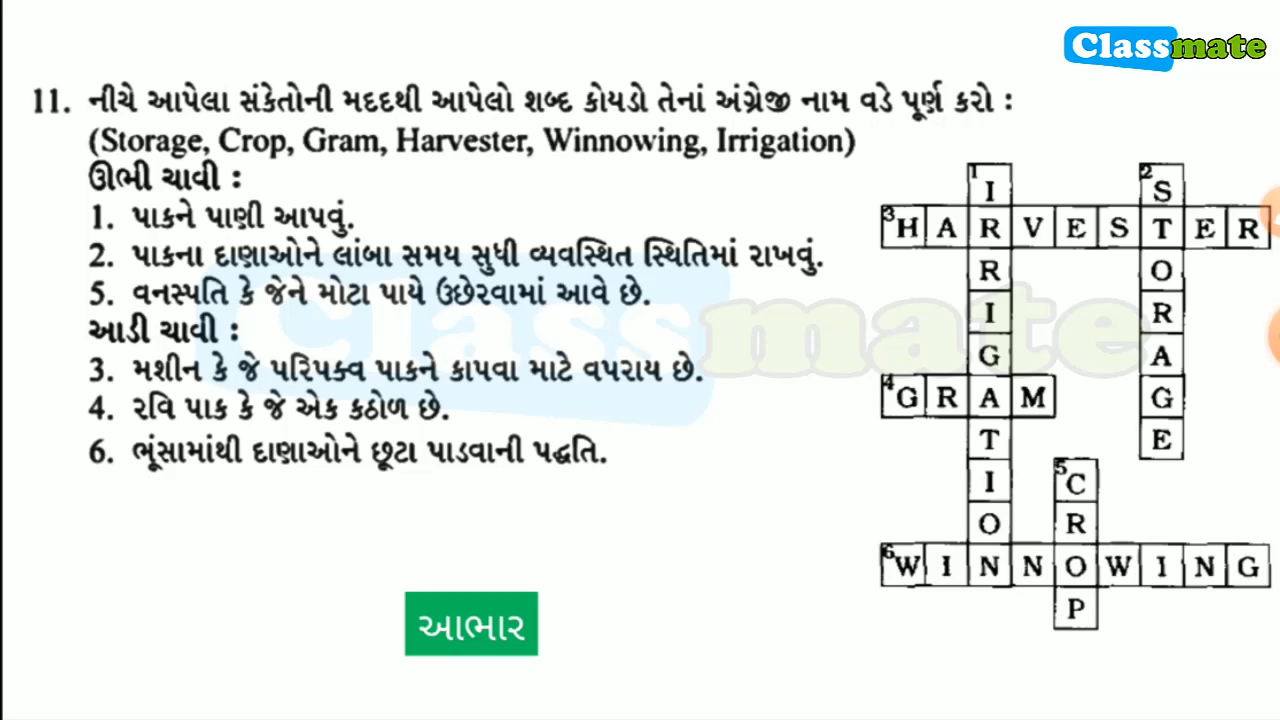 Classmate
11. નીચે આપેલા સંકેતોની મદદથી આપેલો શબ્દ કોયડો તેનાં અંગ્રેજી નામ વડે પૂર્ણ કરો :
(Storage, Crop, Gram, Harvester, Winnowing, Irrigation)
ઊભી ચાવી :
1. પાકને પાણી આપવું.
2. પાકના દાણાઓને લાંબા સમય સુધી વ્યવસ્થિત સ્થિતિમાં રાખવું.
5. વનસ્પતિ કે જેને મોટા પાયે ઉછેરવામાં આવે છે.
આડી ચાવી :
3. મશીન કે જે પરિપક્વ પાકને કાપવા માટે વપરાય છે.
4. રવિ પાક કે જે એક કઠોળ છે.
6. ભૂંસામાંથી દાણાઓને છૂટા પાડવાની પદ્ધતિ.
1 I 2 S
3 H A R V E S T E R
R O
I R
G A
4 G R A M G
T E
I 5 C
O R
6 W I N N O W I N G
P
Classmate
આભાર